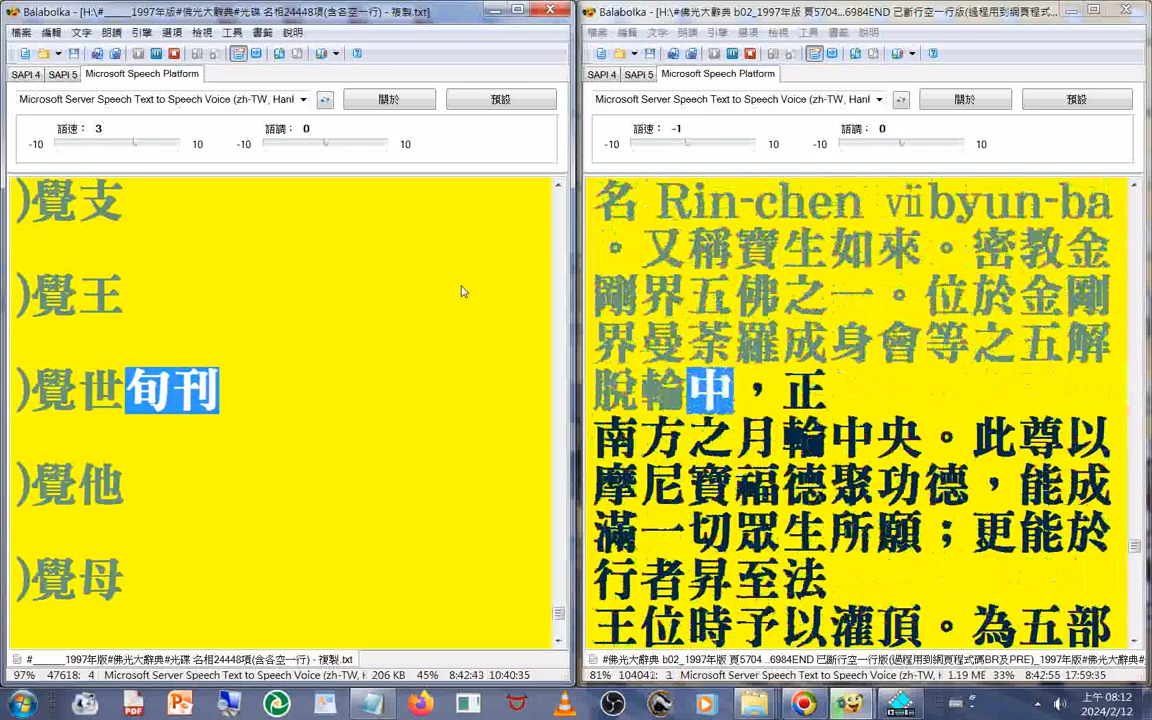 Balabolka - [H:\#_____1997年版#佛光大辭典#光碟 名相24448項(含各空一行) - 複製.txt]
檔案 編輯 文字 朗讀 引擎 選項 檢視 工具 書籤 說明
SAPI 4 SAPI 5 Microsoft Speech Platform
Microsoft Server Speech Text to Speech Voice (zh-TW, Hanl
關於
預設
語速： 3
語調： 0
-10 10 -10 10
)覺支
)覺王
)覺世旬刊
)覺他
)覺母
#_____1997年版#佛光大辭典#光碟 名相24448項(含各空一行) - 複製.txt
97% 47618: 4 Microsoft Server Speech Text to Speech Voice (zh-TW, H 206 KB 45% 8:42:43 10:40:35
Balabolka - [H:\#佛光大辭典 b02_1997年版 頁5704...6984END 已斷行空一行版(過程用到網頁程式...
檔案 編輯 文字 朗讀 引擎 選項 檢視 工具 書籤 說明
SAPI 4 SAPI 5 Microsoft Speech Platform
Microsoft Server Speech Text to Speech Voice (zh-TW, Hanl
關於
預設
語速： -1
語調： 0
-10 10 -10 10
名 Rin-chen ⅶbyun-ba
。又稱寶生如來。密教金
剛界五佛之一。位於金剛
界曼荼羅成身會等之五解
脫輪中，正
南方之月輪中央。此尊以
摩尼寶福德聚功德，能成
滿一切眾生所願；更能於
行者昇至法
王位時予以灌頂。為五部
#佛光大辭典 b02_1997年版 頁5704...6984END 已斷行空一行版(過程用到網頁程式碼BR及PRE)_1997年版#佛光大辭典#
81% 104041: 3 Microsoft Server Speech Text to Speech Voice (zh-TW, H 1.19 ME 33% 8:42:55 17:59:35
上午 08:12
2024/2/12